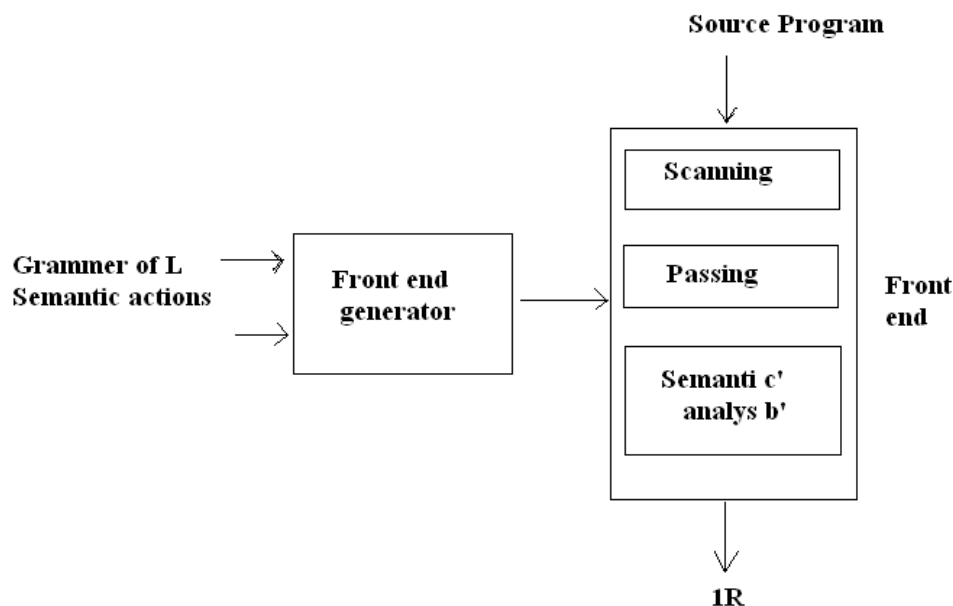 Source Program
Scanning
Grammer of L
Semantic actions
Front end
generator
Passing
Front
end
Semanti c'
analys b'
1R